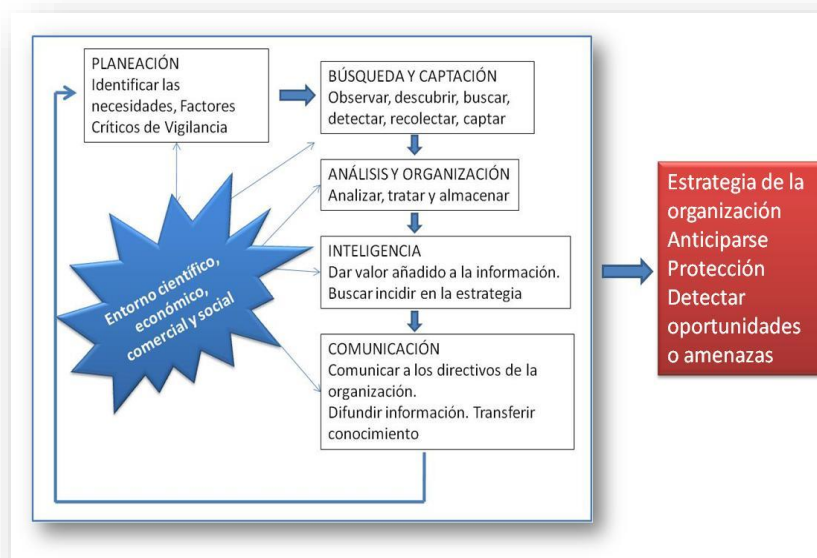 PLANEACIÓN
Identificar las
necesidades, Factores
Críticos de Vigilancia
BÚSQUEDA Y CAPTACIÓN
Observar, descubrir, buscar,
detectar, recolectar, captar
ANÁLISIS Y ORGANIZACIÓN
Analizar, tratar y almacenar
INTELIGENCIA
Dar valor añadido a la información.
Buscar incidir en la estrategia
COMUNICACIÓN
Comunicar a los directivos de la
organización.
Difundir información. Transferir
conocimiento
Entorno científico,
económico,
comercial y social
Estrategia de la
organización
Anticiparse
Protección
Detectar
oportunidades
o amenazas